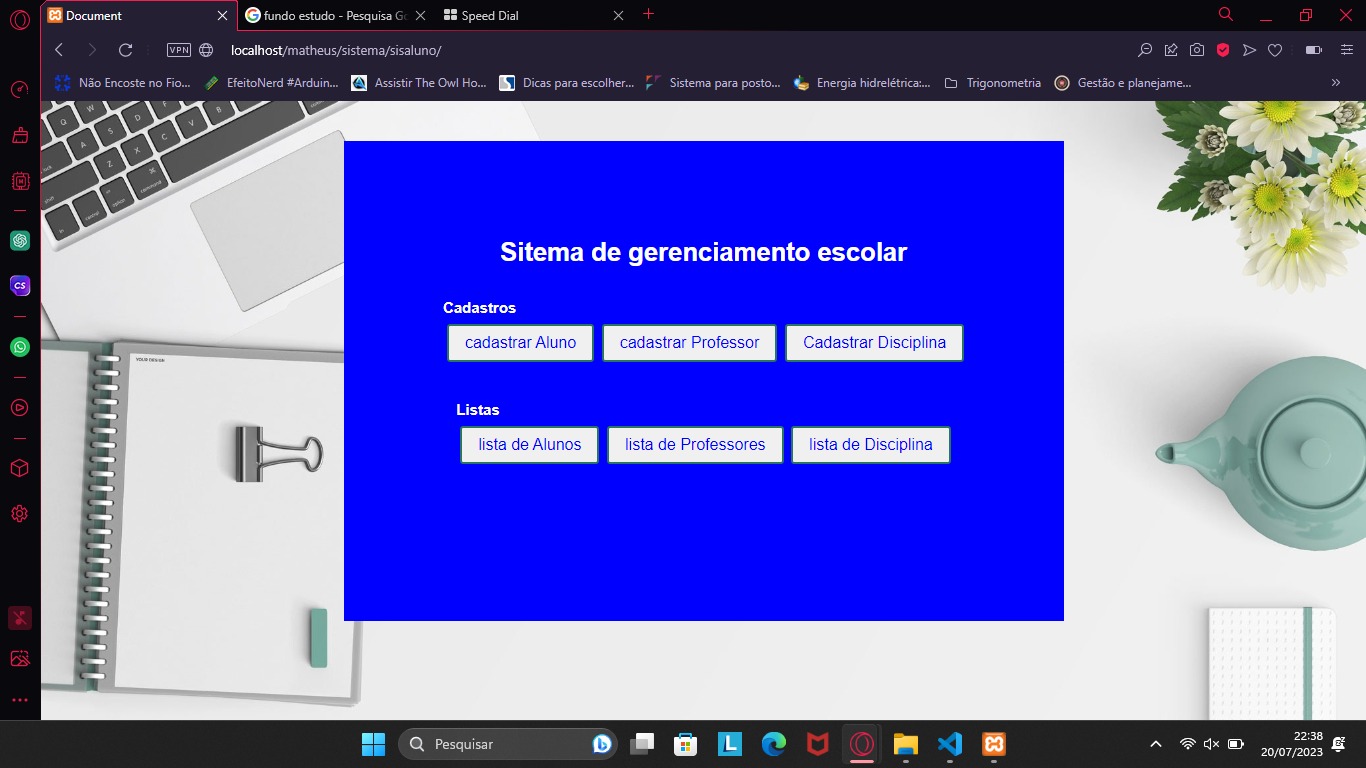 Document
fundo estudo - Pesquisa Go
Speed Dial
VPN
localhost/matheus/sistema/sisaluno/
Não Encoste no Fio...
EfeitoNerd #Arduin...
Assistir The Owl Ho...
Dicas para escolher...
Sistema para posto...
Energia hidrelétrica:...
Trigonometria
Gestão e planejame...
Sitema de gerenciamento escolar
Cadastros
cadastrar Aluno
cadastrar Professor
Cadastrar Disciplina
YOUR DESIGN
Listas
lista de Alunos
lista de Professores
lista de Disciplina
CS
Pesquisar
22:38
20/07/2023